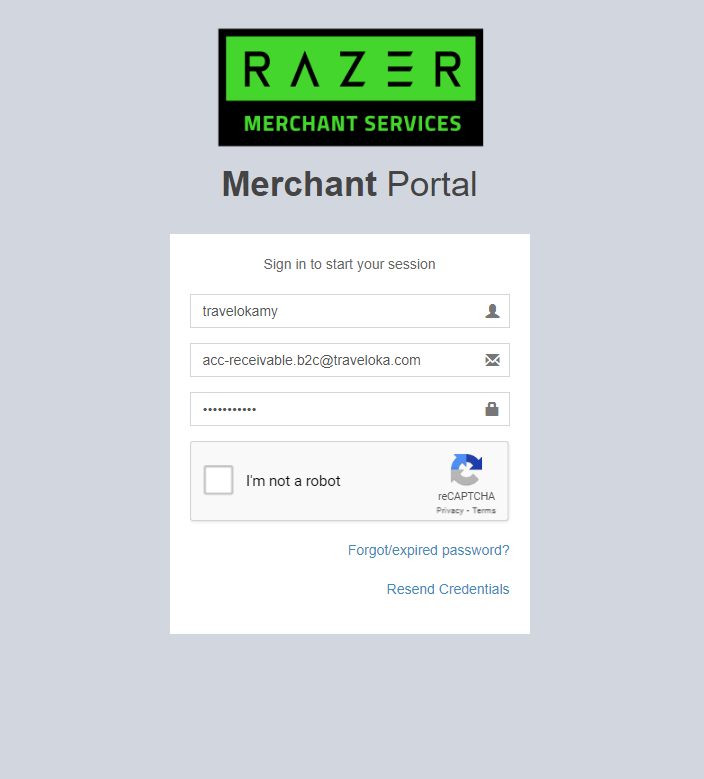 RAZER
MERCHANT SERVICES
Merchant Portal
Sign in to start your session
travelokamy
acc-receivable.b2c@traveloka.com
•••••••••••
I'm not a robot
reCAPTCHA
Privacy - Terms
Forgot/expired password?
Resend Credentials